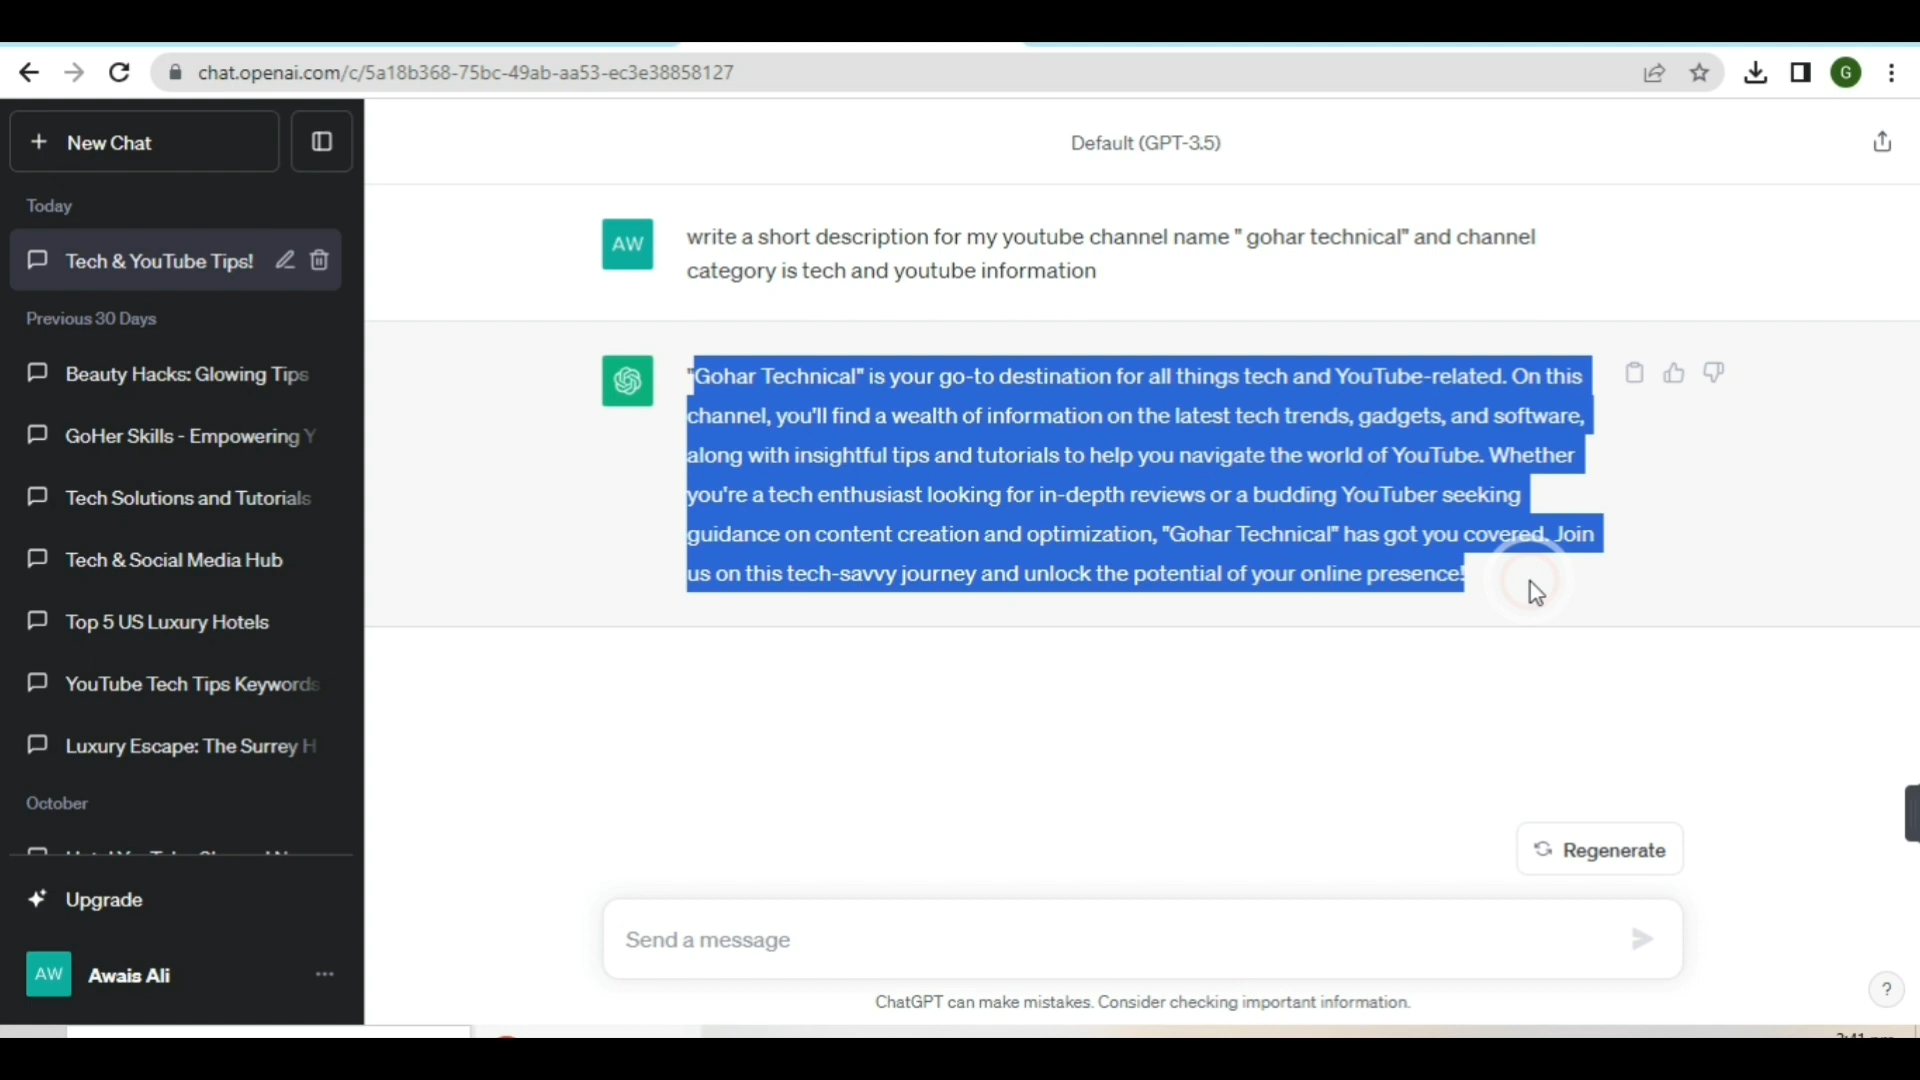 chat.openai.com/c/5a18b368-75bc-49ab-aa53-ec3e38858127
G
New Chat
Default (GPT-3.5)
Today
Tech & YouTube Tips!
Previous 30 Days
Beauty Hacks: Glowing Tips
GoHer Skills - Empowering Y
Tech Solutions and Tutorials
Tech & Social Media Hub
Top 5 US Luxury Hotels
YouTube Tech Tips Keywords
Luxury Escape: The Surrey H
October
Upgrade
AW Awais Ali
AW
write a short description for my youtube channel name " gohar technical" and channel
category is tech and youtube information
"Gohar Technical" is your go-to destination for all things tech and YouTube-related. On this
channel, you'll find a wealth of information on the latest tech trends, gadgets, and software,
along with insightful tips and tutorials to help you navigate the world of YouTube. Whether
you're a tech enthusiast looking for in-depth reviews or a budding YouTuber seeking
guidance on content creation and optimization, "Gohar Technical" has got you covered. Join
us on this tech-savvy journey and unlock the potential of your online presence!
Regenerate
Send a message
ChatGPT can make mistakes. Consider checking important information.
?